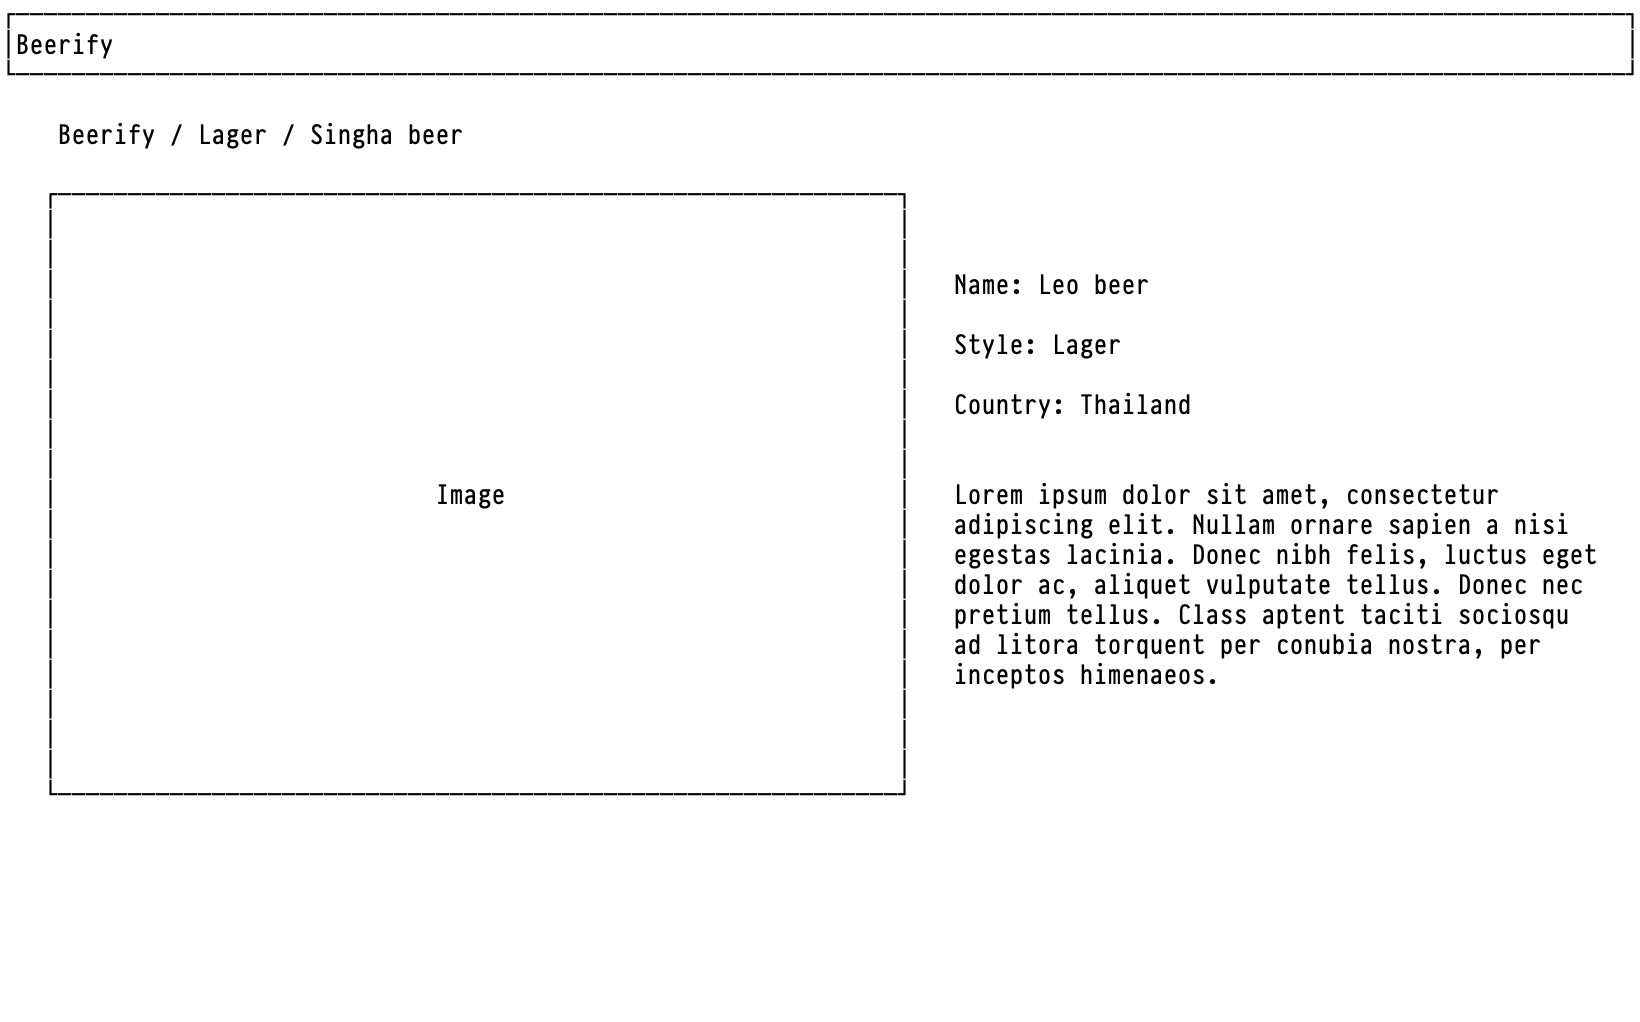 Beerify
Beerify / Lager / Singha beer
Name: Leo beer
Style: Lager
Country: Thailand
Image
Lorem ipsum dolor sit amet, consectetur
adipiscing elit. Nullam ornare sapien a nisi
egestas lacinia. Donec nibh felis, luctus eget
dolor ac, aliquet vulputate tellus. Donec nec
pretium tellus. Class aptent taciti sociosqu
ad litora torquent per conubia nostra, per
inceptos himenaeos.